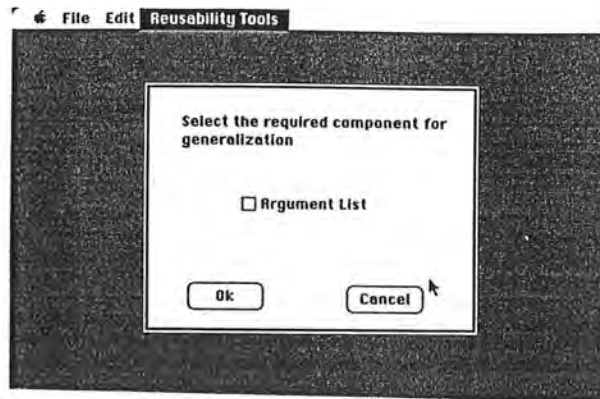 File Edit Reusability Tools
Select the required component for
generalization
Argument List
Ok Cancel